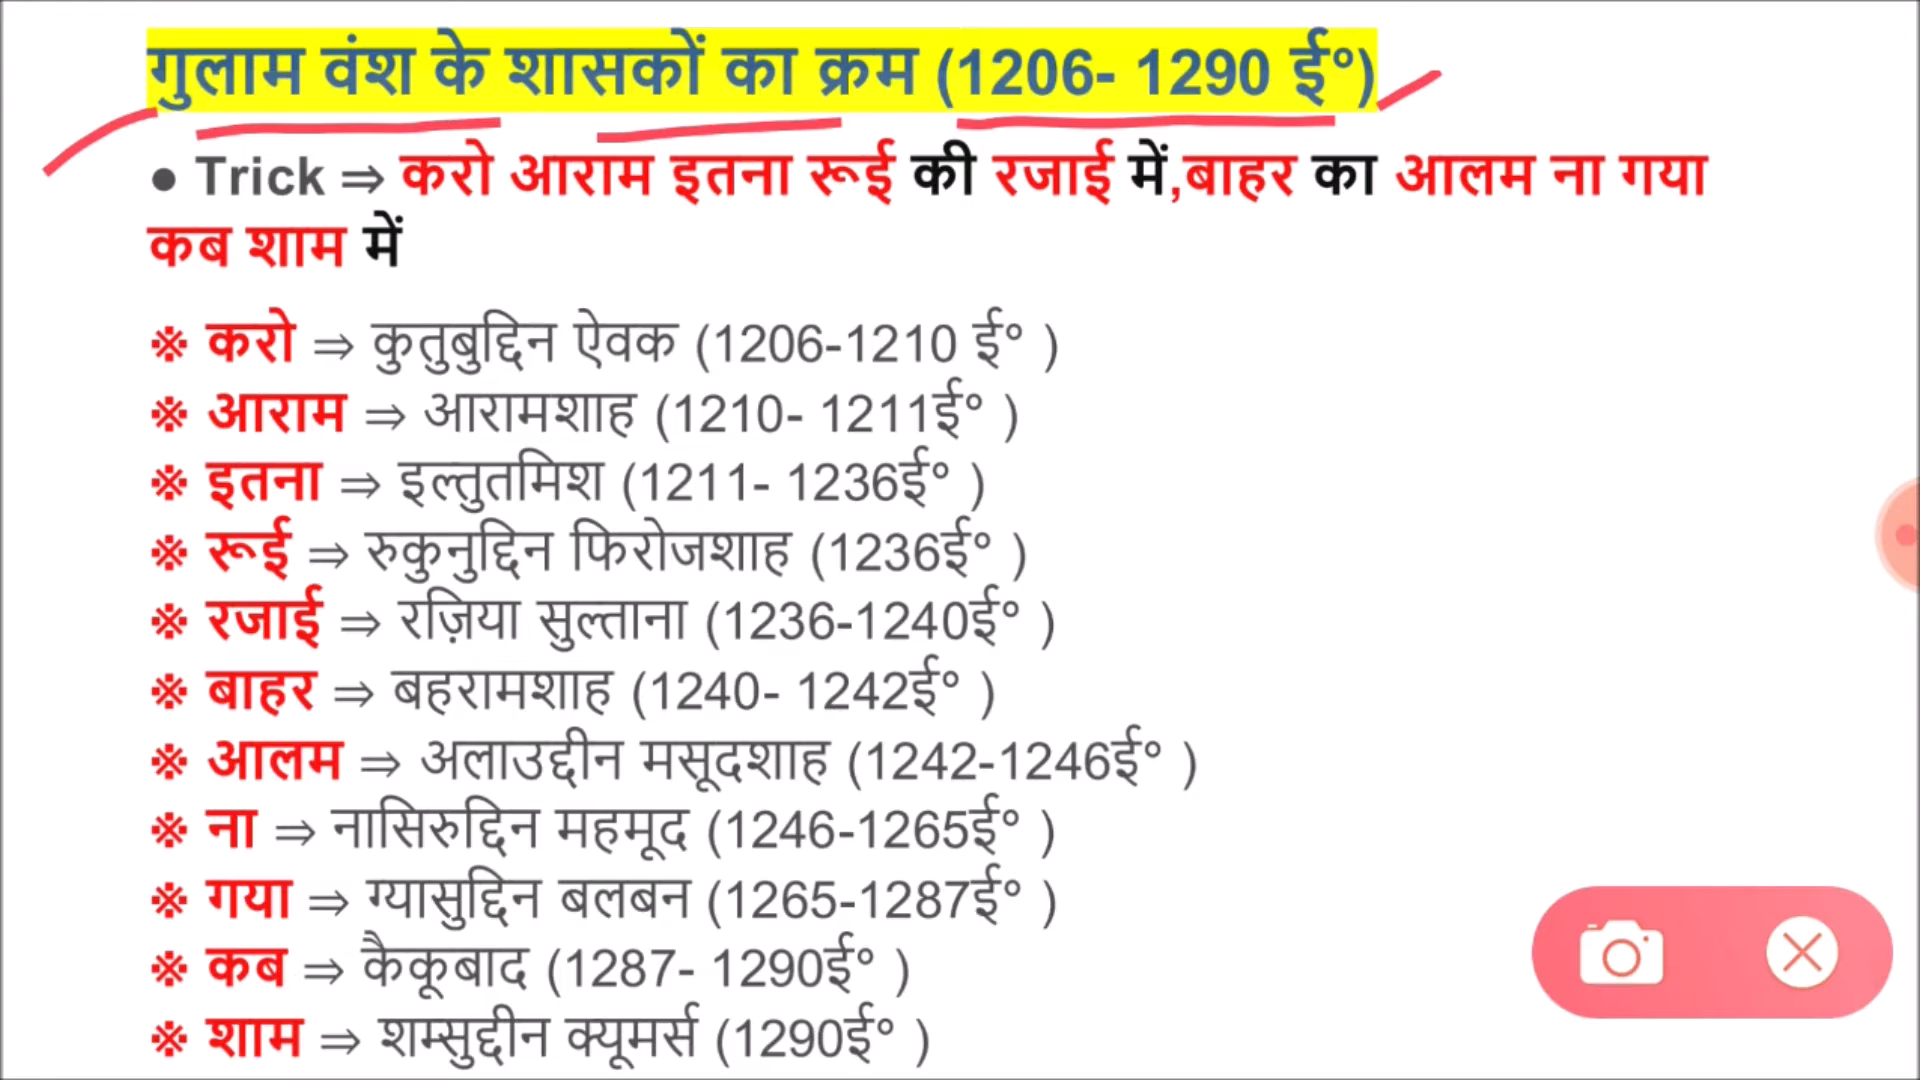 गुलाम वंश के शासकों का क्रम (1206- 1290 ई°)
● Trick ⇒ करो आराम इतना रूई की रजाई में,बाहर का आलम ना गया
कब शाम में
※ करो ⇒ कुतुबुद्दिन ऐवक (1206-1210 ई° )
※ आराम ⇒ आरामशाह (1210- 1211ई° )
※ इतना ⇒ इल्तुतमिश (1211- 1236ई° )
※ रूई ⇒ रुकुनुद्दिन फिरोजशाह (1236ई° )
※ रजाई ⇒ रज़िया सुल्ताना (1236-1240ई° )
※ बाहर ⇒ बहरामशाह (1240- 1242ई° )
※ आलम ⇒ अलाउद्दीन मसूदशाह (1242-1246ई° )
※ ना ⇒ नासिरुद्दिन महमूद (1246-1265ई° )
※ गया ⇒ ग्यासुद्दिन बलबन (1265-1287ई° )
※ कब ⇒ कैकूबाद (1287- 1290ई° )
※ शाम ⇒ शम्सुद्दीन क्यूमर्स (1290ई° )